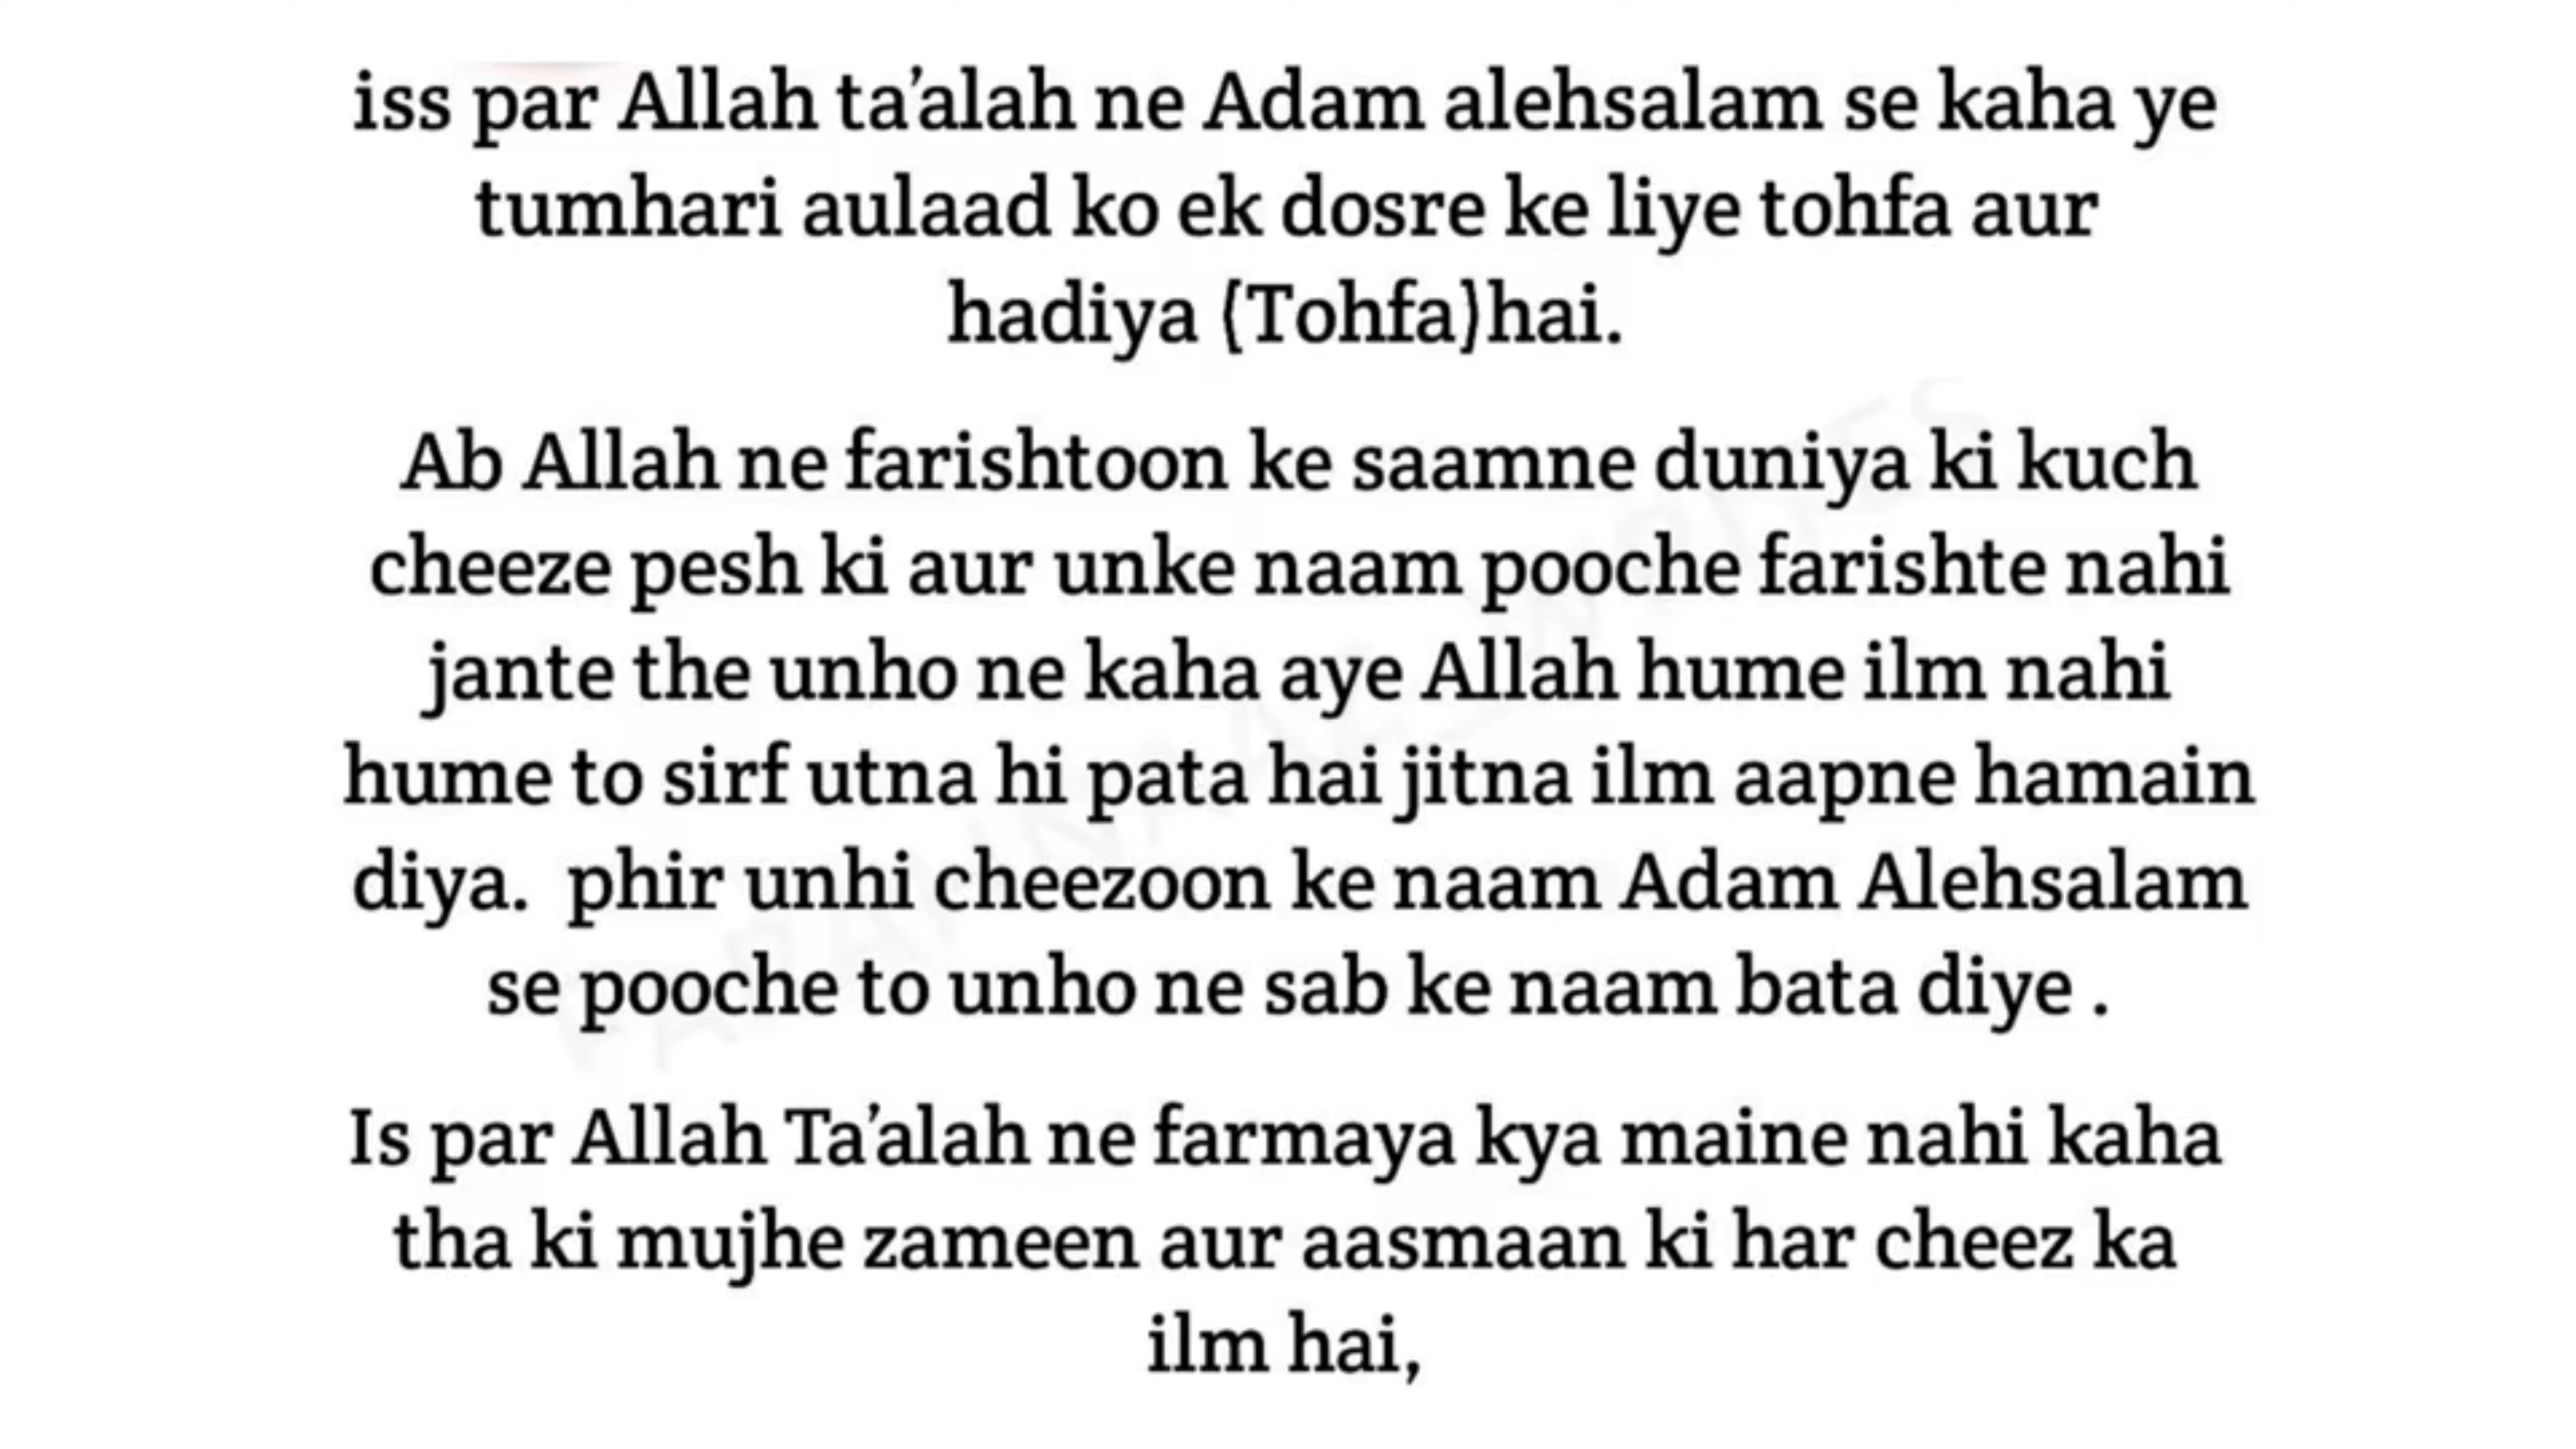 iss par Allah ta’alah ne Adam alehsalam se kaha ye
tumhari aulaad ko ek dosre ke liye tohfa aur
hadiya (Tohfa)hai.
Ab Allah ne farishtoon ke saamne duniya ki kuch
cheeze pesh ki aur unke naam pooche farishte nahi
jante the unho ne kaha aye Allah hume ilm nahi
hume to sirf utna hi pata hai jitna ilm aapne hamain
diya.  phir unhi cheezoon ke naam Adam Alehsalam
se pooche to unho ne sab ke naam bata diye .
Is par Allah Ta’alah ne farmaya kya maine nahi kaha
tha ki mujhe zameen aur aasmaan ki har cheez ka
ilm hai,